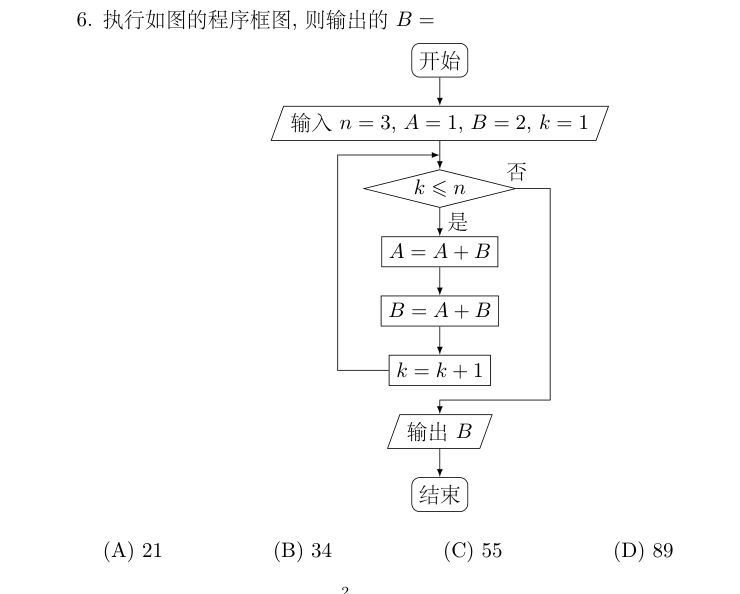 6. 执行如图的程序框图, 则输出的 B =
开始
输入 n = 3, A = 1, B = 2, k = 1
否
k ⩽ n
是
A = A + B
B = A + B
k = k + 1
输出 B
结束
(A) 21 (B) 34 (C) 55 (D) 89
2